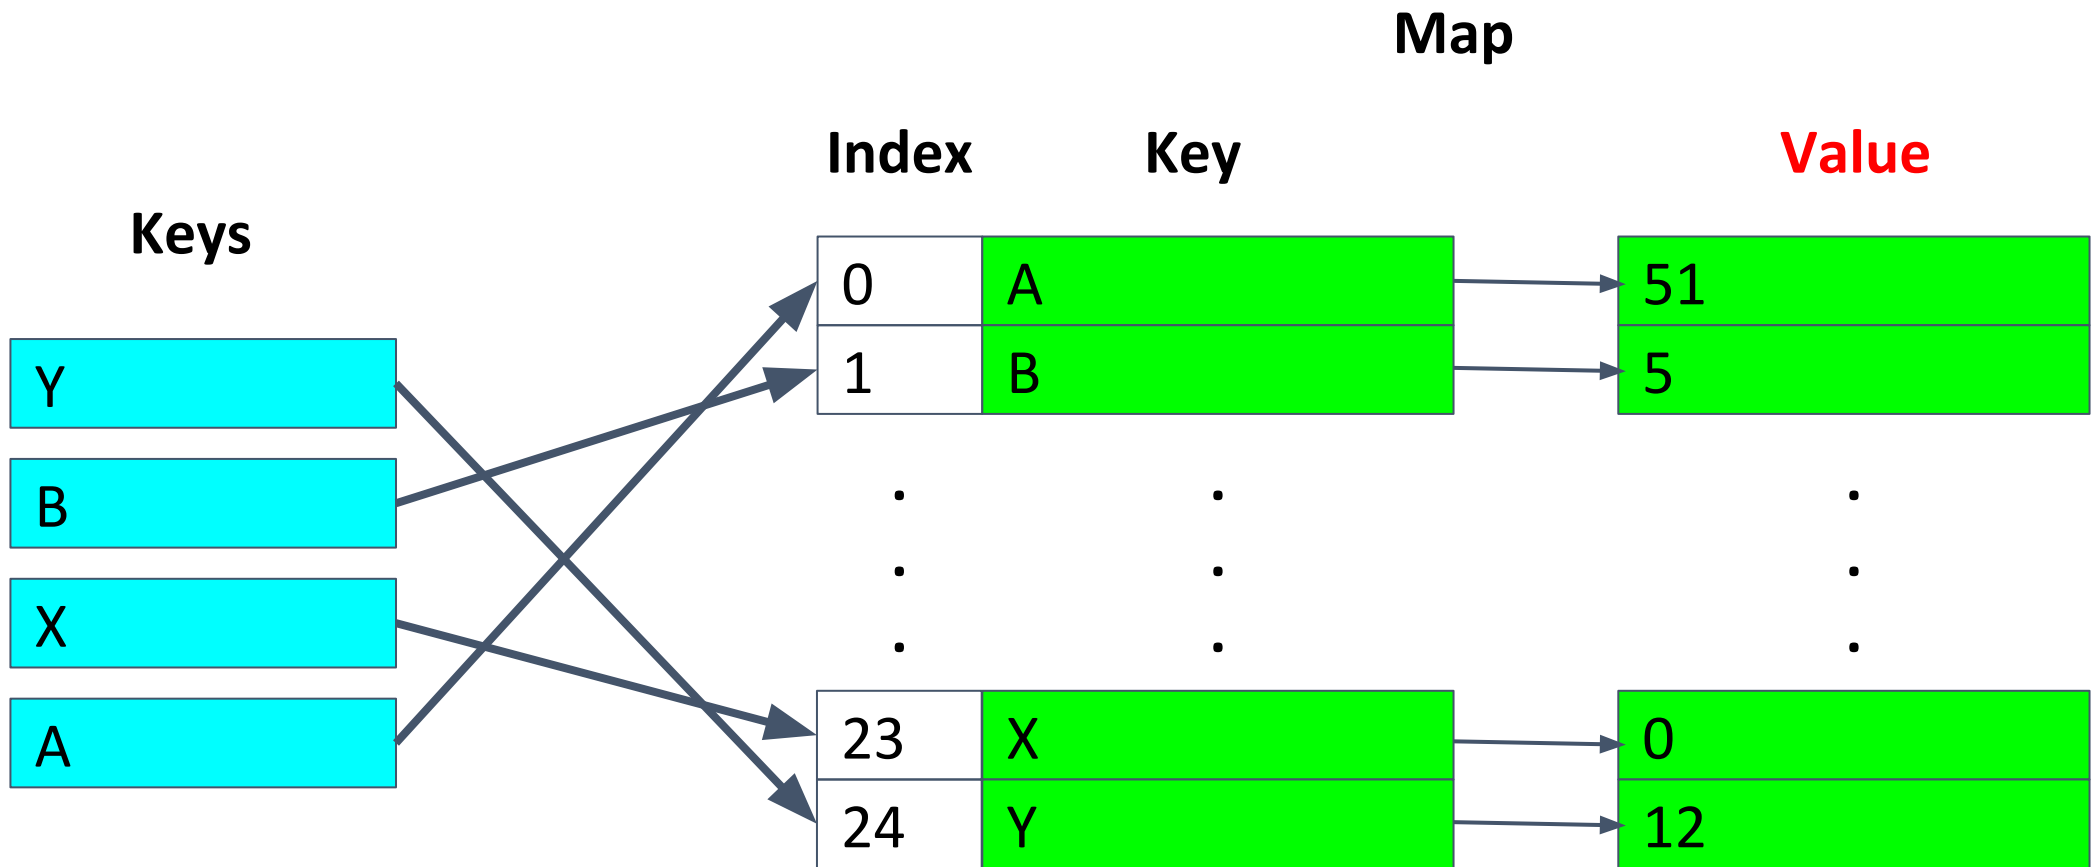 Map
Index Key Value
Keys
0 A 51
1 B 5
Y
B
X
A
. . .
. . .
. . .
23 X 0
24 Y 12